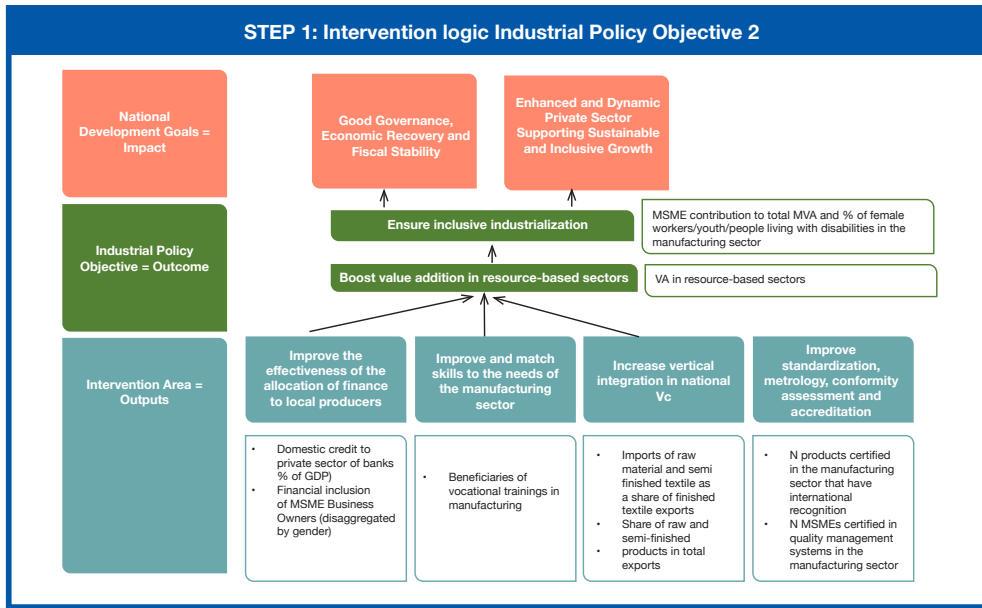 STEP 1: Intervention logic Industrial Policy Objective 2
National
Development Goals =
Impact
Good Governance,
Economic Recovery and
Fiscal Stability
Enhanced and Dynamic
Private Sector
Supporting Sustainable
and Inclusive Growth
Industrial Policy
Objective = Outcome
Ensure inclusive industrialization
MSME contribution to total MVA and % of female
workers/youth/people living with disabilities in the
manufacturing sector
Boost value addition in resource-based sectors
VA in resource-based sectors
Intervention Area =
Outputs
Improve the
effectiveness of the
allocation of finance
to local producers
Improve and match
skills to the needs of
the manufacturing
sector
Increase vertical
integration in national
Vc
Improve
standardization,
metrology, conformity
assessment and
accreditation
• Domestic credit to
private sector of banks
% of GDP)
• Financial inclusion
of MSME Business
Owners (disaggregated
by gender)
• Beneficiaries of
vocational trainings in
manufacturing
• Imports of raw
material and semi
finished textile as
a share of finished
textile exports
• Share of raw and
semi-finished
• products in total
exports
• N products certified
in the manufacturing
sector that have
international
recognition
• N MSMEs certified in
quality management
systems in the
manufacturing sector